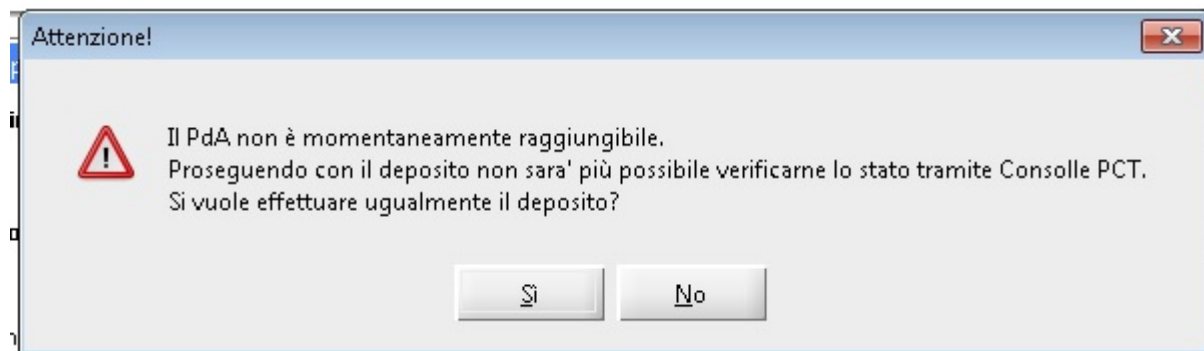 Attenzione!
Il PdA non è momentaneamente raggiungibile.
Proseguendo con il deposito non sara' più possibile verificarne lo stato tramite Consolle PCT.
Si vuole effettuare ugualmente il deposito?
Sì No